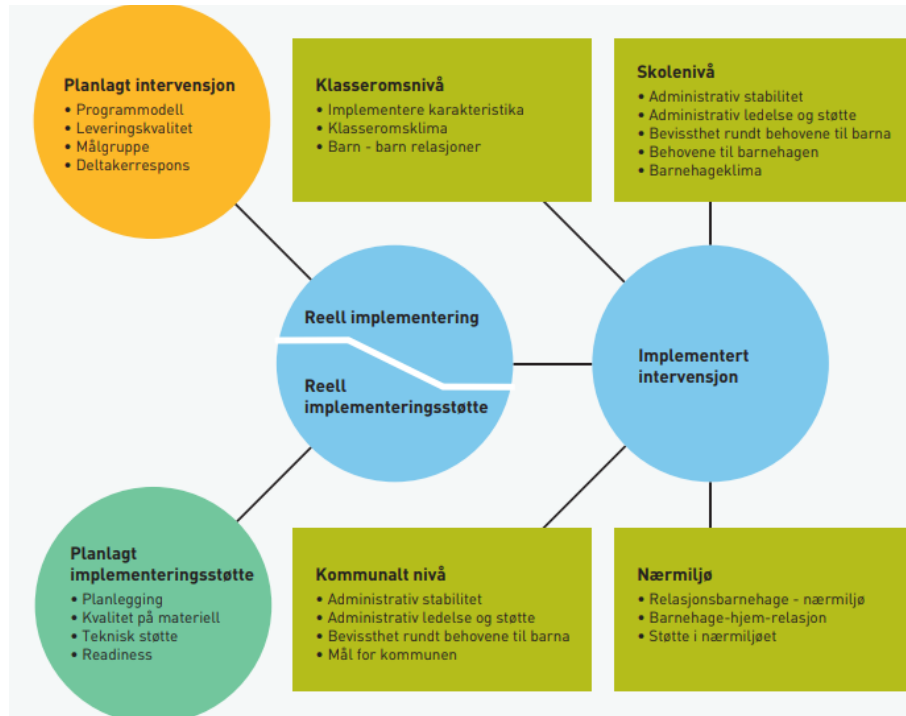 Planlagt intervensjon
• Programmodell
• Leveringskvalitet
• Målgruppe
• Deltakerrespons
Klasseromsnivå
• Implementere karakteristika
• Klasseromsklima
• Barn - barn relasjoner
Skolenivå
• Administrativ stabilitet
• Administrativ ledelse og støtte
• Bevissthet rundt behovene til barna
• Behovene til barnehagen
• Barnehageklima
Reell implementering
Reell
implementeringsstøtte
Implementert
intervensjon
Planlagt
implementeringsstøtte
• Planlegging
• Kvalitet på materiell
• Teknisk støtte
• Readiness
Kommunalt nivå
• Administrativ stabilitet
• Administrativ ledelse og støtte
• Bevissthet rundt behovene til barna
• Mål for kommunen
Nærmiljø
• Relasjonsbarnehage - nærmiljø
• Barnehage-hjem-relasjon
• Støtte i nærmiljøet